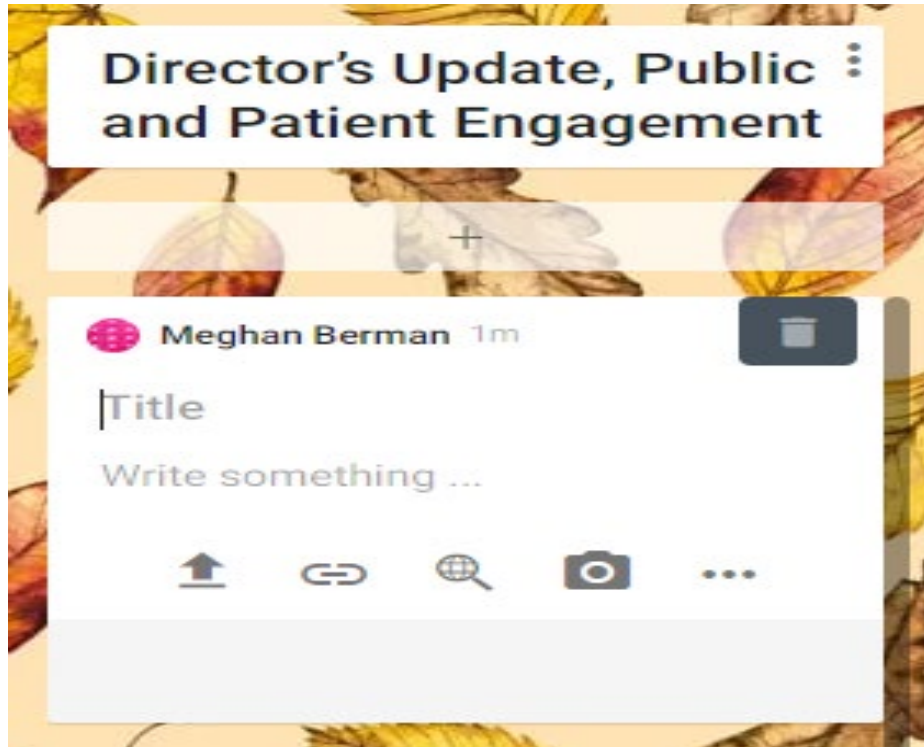 Director’s Update, Public
and Patient Engagement
+
Meghan Berman 1m
Title
Write something ...